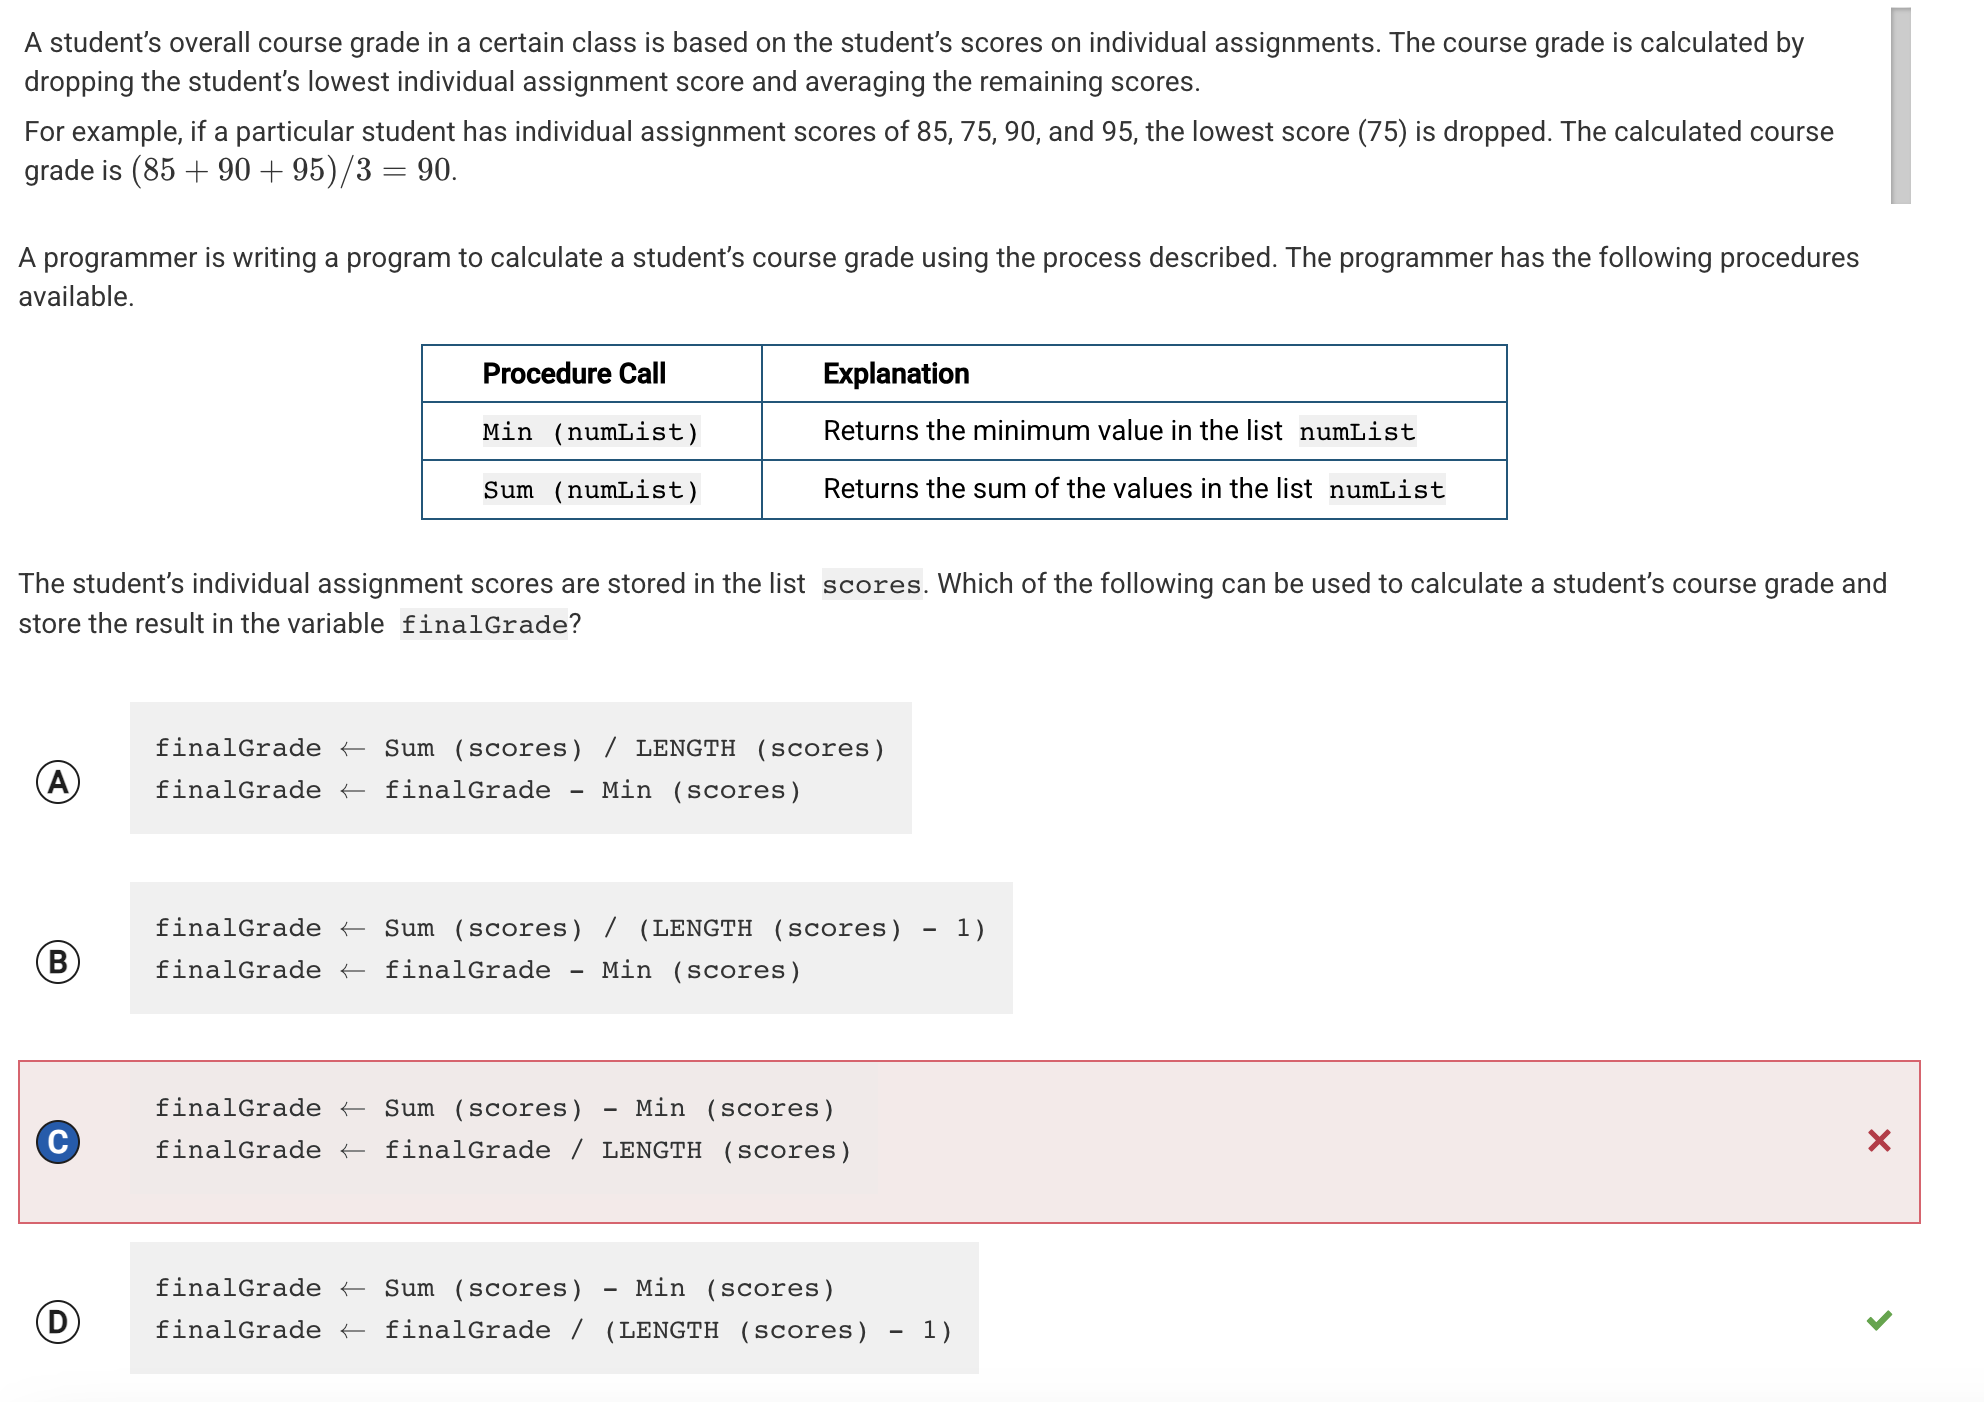 A student’s overall course grade in a certain class is based on the student’s scores on individual assignments. The course grade is calculated by
dropping the student’s lowest individual assignment score and averaging the remaining scores.
For example, if a particular student has individual assignment scores of 85, 75, 90, and 95, the lowest score (75) is dropped. The calculated course
grade is (85 + 90 + 95)/3 = 90.
A programmer is writing a program to calculate a student’s course grade using the process described. The programmer has the following procedures
available.
Procedure Call Explanation
Min (numList) Returns the minimum value in the list numList
Sum (numList) Returns the sum of the values in the list numList
The student’s individual assignment scores are stored in the list scores. Which of the following can be used to calculate a student’s course grade and
store the result in the variable finalGrade?
A
finalGrade ← Sum (scores) / LENGTH (scores)
finalGrade ← finalGrade – Min (scores)
B
finalGrade ← Sum (scores) / (LENGTH (scores) – 1)
finalGrade ← finalGrade – Min (scores)
C
finalGrade ← Sum (scores) – Min (scores)
finalGrade ← finalGrade / LENGTH (scores)
D
finalGrade ← Sum (scores) – Min (scores)
finalGrade ← finalGrade / (LENGTH (scores) – 1)